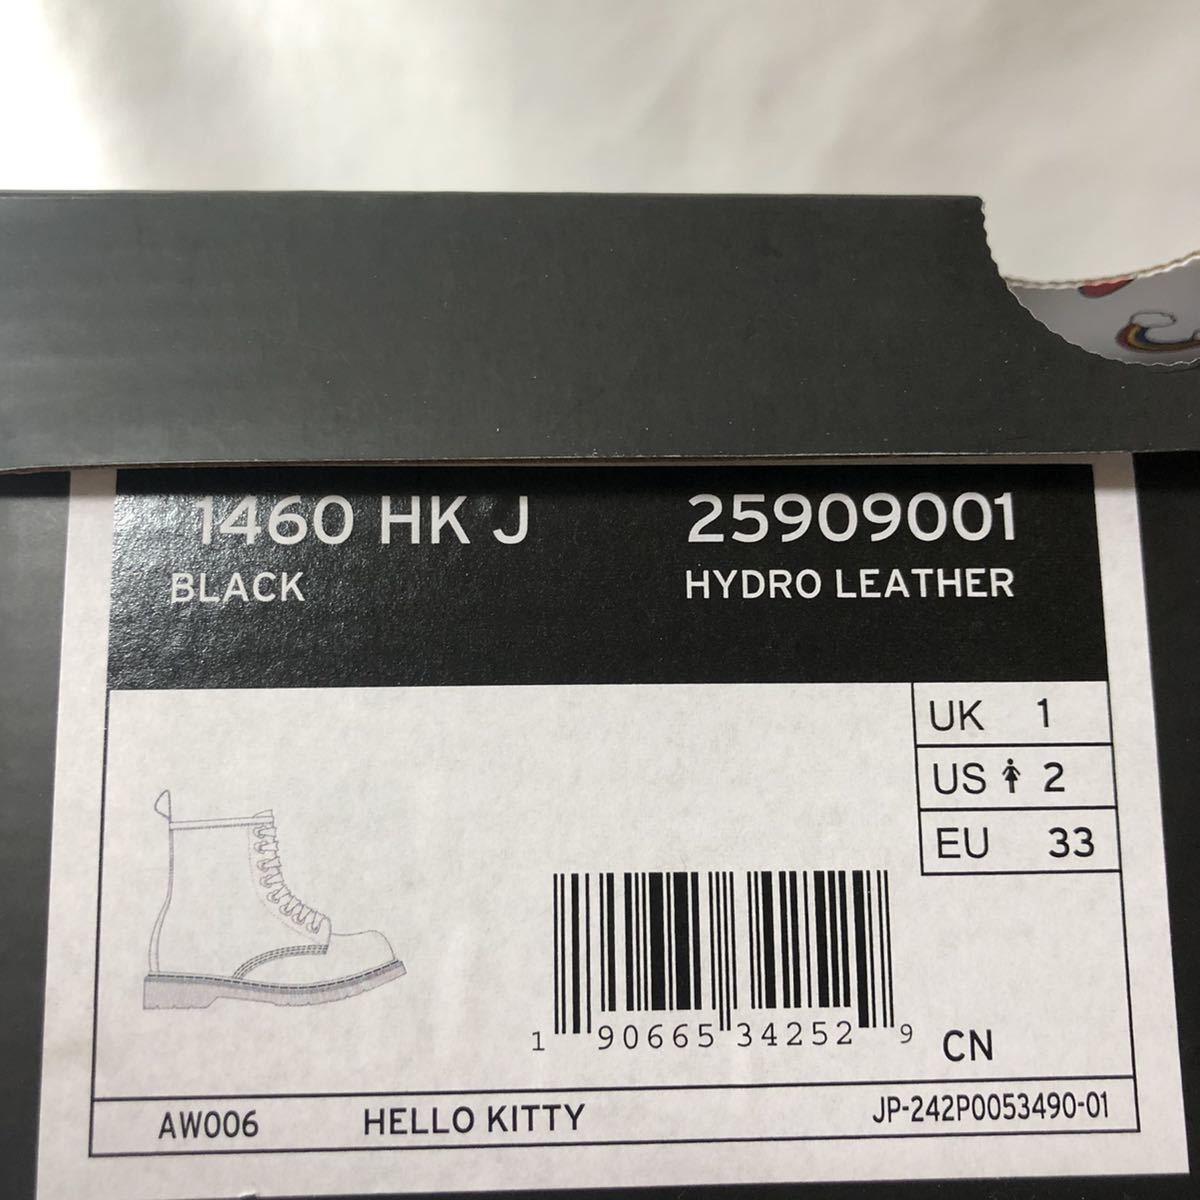 1460 HK J 25909001
BLACK HYDRO LEATHER
UK 1
US 2
EU 33
1 90665 34252 9 CN
AW006 HELLO KITTY JP-242P0053490-01